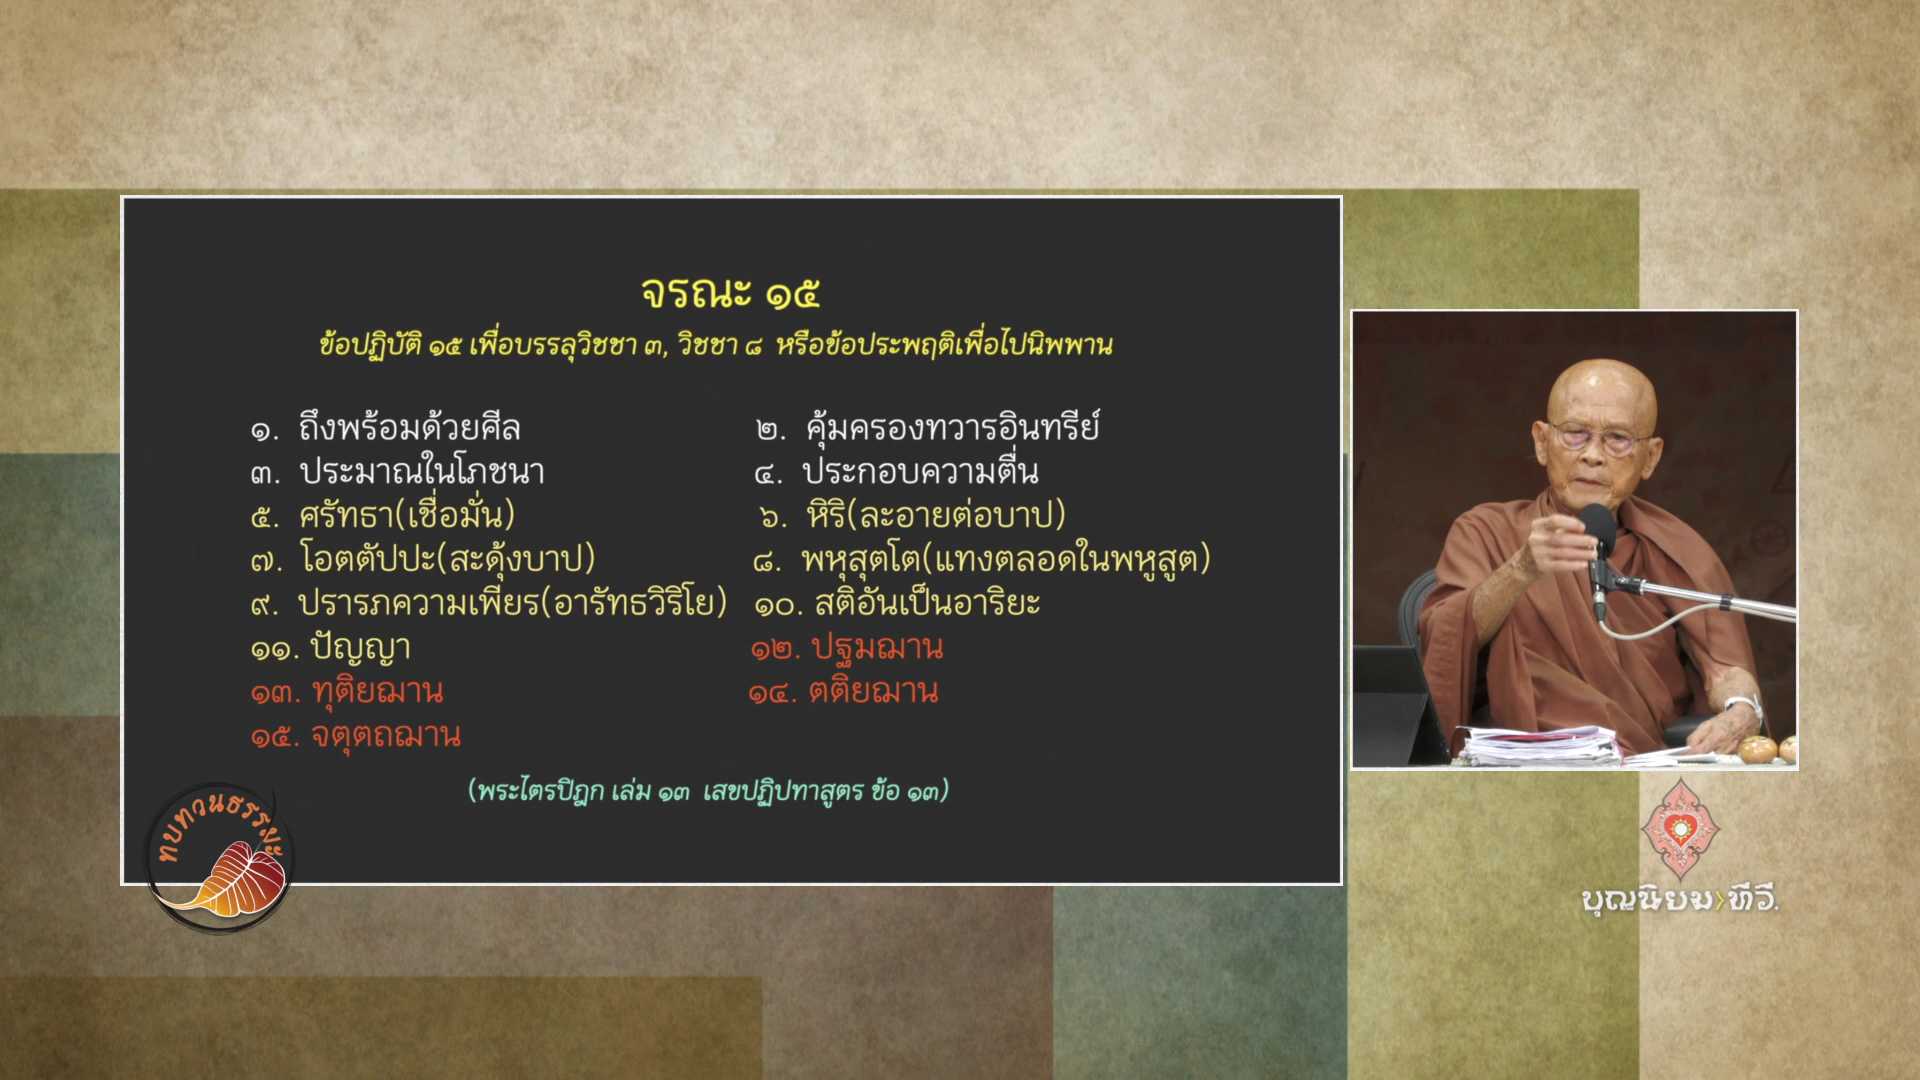 จรณะ ๑๕
ข้อปฏิบัติ ๑๕ เพื่อบรรลุวิชชา ๓, วิชชา ๘ หรือข้อประพฤติเพื่อไปนิพพาน
๑. ถึงพร้อมด้วยศีล
๒. คุ้มครองทวารอินทรีย์
๓. ประมาณในโภชนา
๔. ประกอบความตื่น
๕. ศรัทธา(เชื่อมั่น)
๖. หิริ(ละอายต่อบาป)
๗. โอตตัปปะ(สะดุ้งบาป)
๘. พหุสุตโต(แทงตลอดในพหูสูต)
๙. ปรารภความเพียร(อารัทธวิริโย)
๑๐. สติอันเป็นอาริยะ
๑๑. ปัญญา
๑๒. ปฐมฌาน
๑๓. ทุติยฌาน
๑๔. ตติยฌาน
๑๕. จตุตถฌาน
(พระไตรปิฎก เล่ม ๑๓ เสขปฏิปทาสูตร ข้อ ๑๓)
ทบทวนธรรมะ
บุญนิยม>ทีวี.